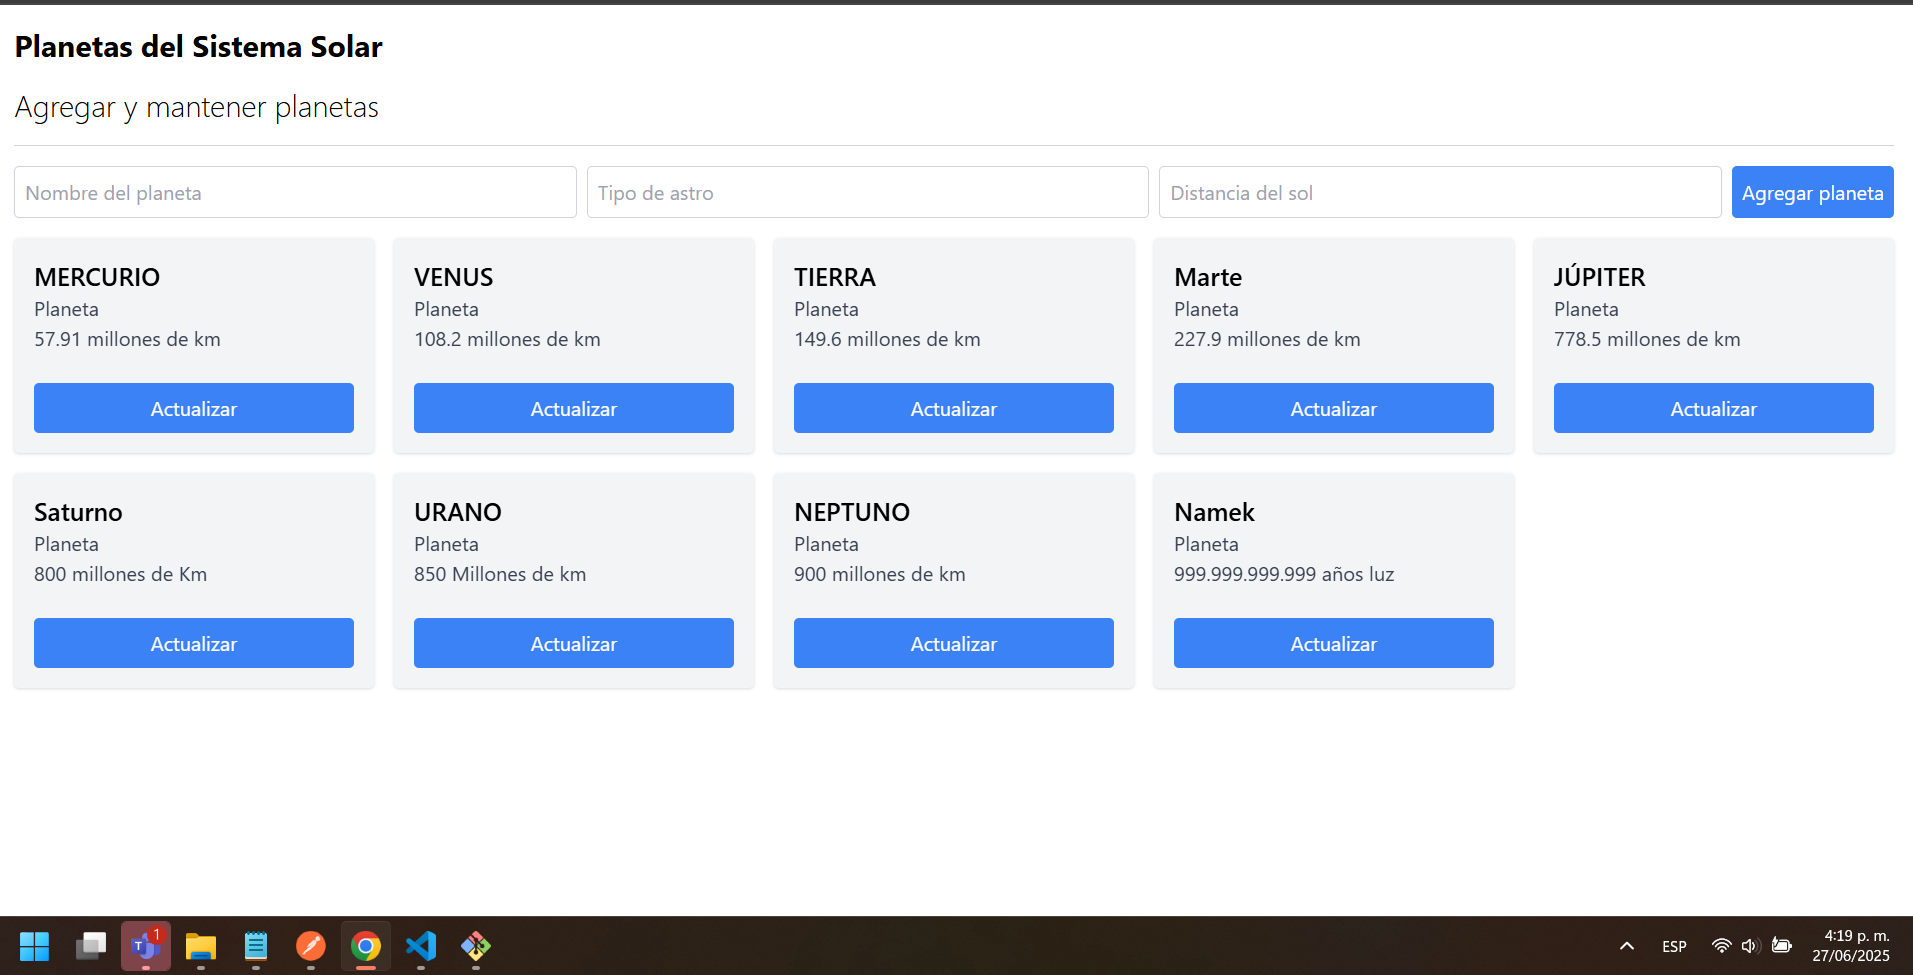 Planetas del Sistema Solar
Agregar y mantener planetas
Nombre del planeta
Tipo de astro
Distancia del sol
Agregar planeta
MERCURIO
Planeta
57.91 millones de km
Actualizar
VENUS
Planeta
108.2 millones de km
Actualizar
TIERRA
Planeta
149.6 millones de km
Actualizar
Marte
Planeta
227.9 millones de km
Actualizar
JÚPITER
Planeta
778.5 millones de km
Actualizar
Saturno
Planeta
800 millones de Km
Actualizar
URANO
Planeta
850 Millones de km
Actualizar
NEPTUNO
Planeta
900 millones de km
Actualizar
Namek
Planeta
999.999.999.999 años luz
Actualizar
T
1
ESP
4:19 p. m.
27/06/2025